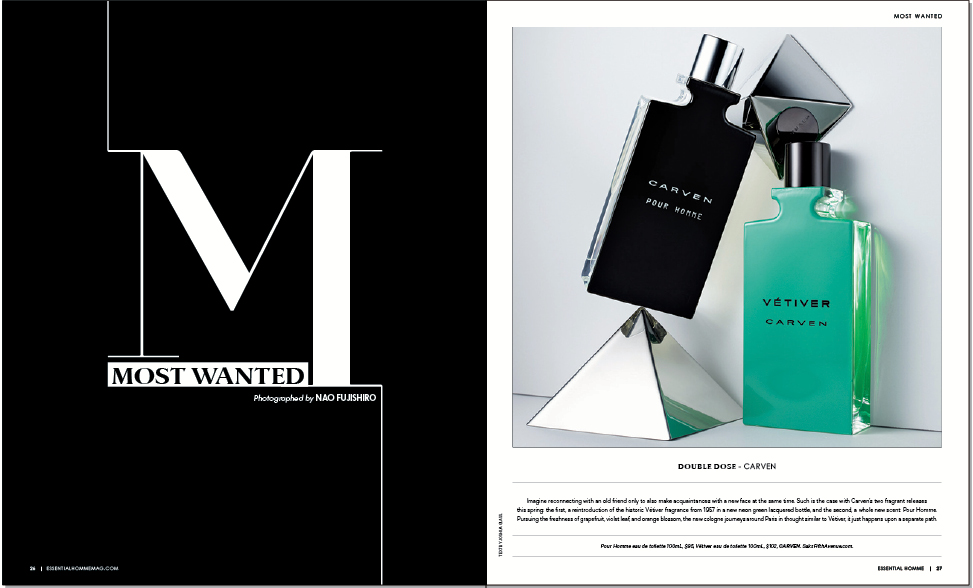 M
MOST WANTED
Photographed by NAO FUJISHIRO
26 | ESSENTIALHOMMEMAG.COM
MOST WANTED
CARVEN
POUR HOMME
VÉTIVER
CARVEN
DOUBLE DOSE - CARVEN
Imagine reconnecting with an old friend only to also make acquaintances with a new face at the same time. Such is the case with Carven's two fragrant releases
this spring: the first, a reintroduction of the historic Vétiver fragrance from 1957 in a new neon green lacquered bottle, and the second, a whole new scent: Pour Homme.
Pursuing the freshness of grapefruit, violet leaf, and orange blossom, the new cologne journeys around Paris in thought similar to Vétiver, it just happens upon a separate path.
Pour Homme eau de toilette 100mL, $98, Vétiver eau de toilette 100mL, $102, CARVEN. SaksFifthAvenue.com.
ESSENTIAL HOMME | 27